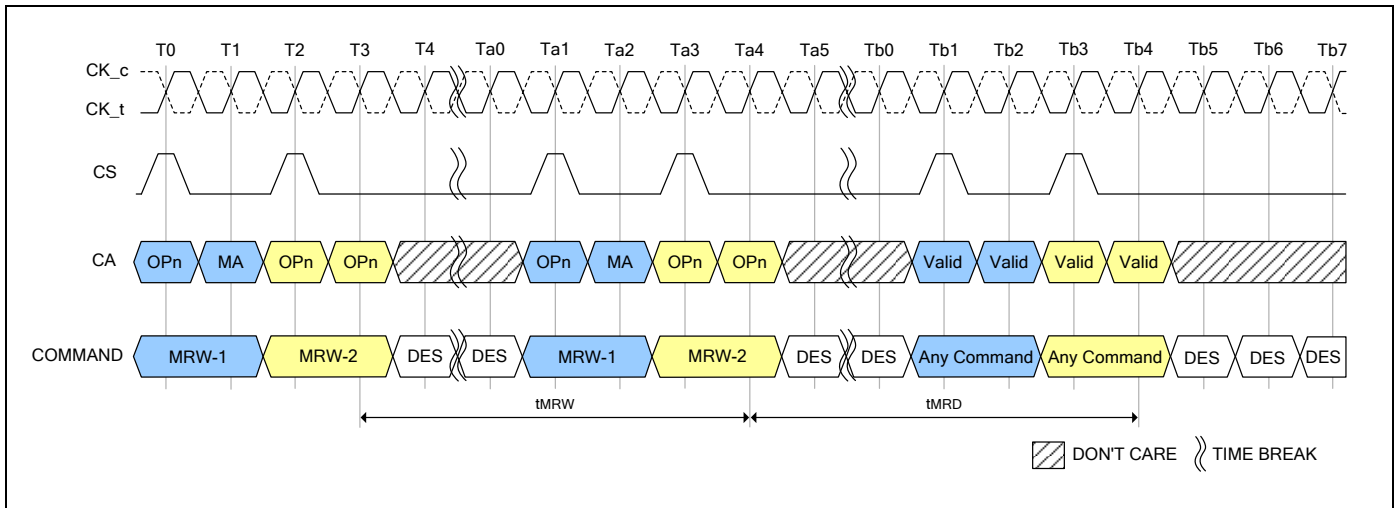 T0 T1 T2 T3 T4 Ta0 Ta1 Ta2 Ta3 Ta4 Ta5 Tb0 Tb1 Tb2 Tb3 Tb4 Tb5 Tb6 Tb7
CK_c
CK_t
CS
CA OPn MA OPn OPn OPn MA OPn OPn Valid Valid Valid Valid
COMMAND MRW-1 MRW-2 DES DES MRW-1 MRW-2 DES DES Any Command Any Command DES DES DES
tMRW tMRD
DON'T CARE TIME BREAK